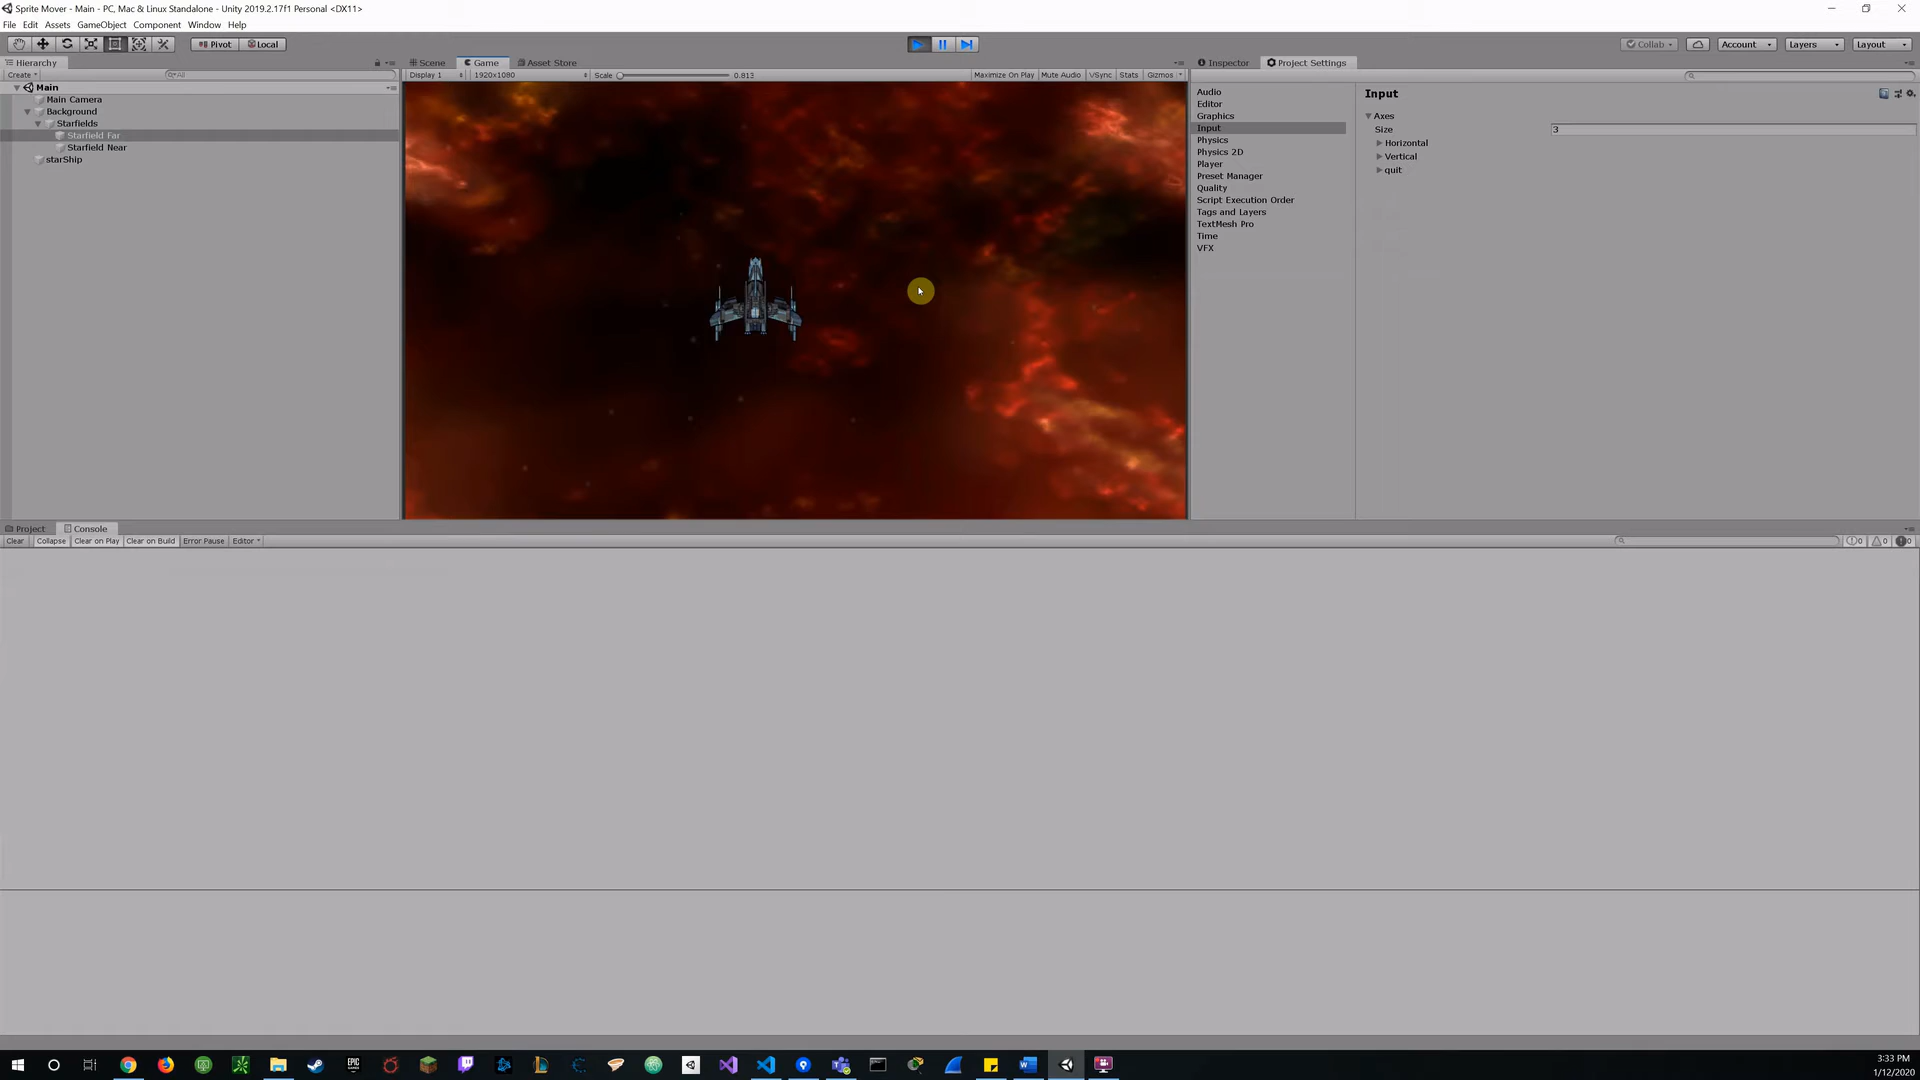 Sprite Mover - Main - PC, Mac & Linux Standalone - Unity 2019.2.17f1 Personal <DX11>
File Edit Assets GameObject Component Window Help
Pivot Local
Collab Account Layers Layout
Hierarchy
Create All
Main
Main Camera
Background
Starfields
Starfield Far
Starfield Near
starShip
Scene Game Asset Store
Display 1 1920x1080 Scale 0.813 Maximize On Play Mute Audio VSync Stats Gizmos
Inspector Project Settings
Audio
Editor
Graphics
Input
Physics
Physics 2D
Player
Preset Manager
Quality
Script Execution Order
Tags and Layers
TextMesh Pro
Time
VFX
Input
Axes
Size 3
Horizontal
Vertical
quit
Project Console
Clear Collapse Clear on Play Clear on Build Error Pause Editor
0 0 0
EPIC GAMES
3:33 PM
1/12/2020